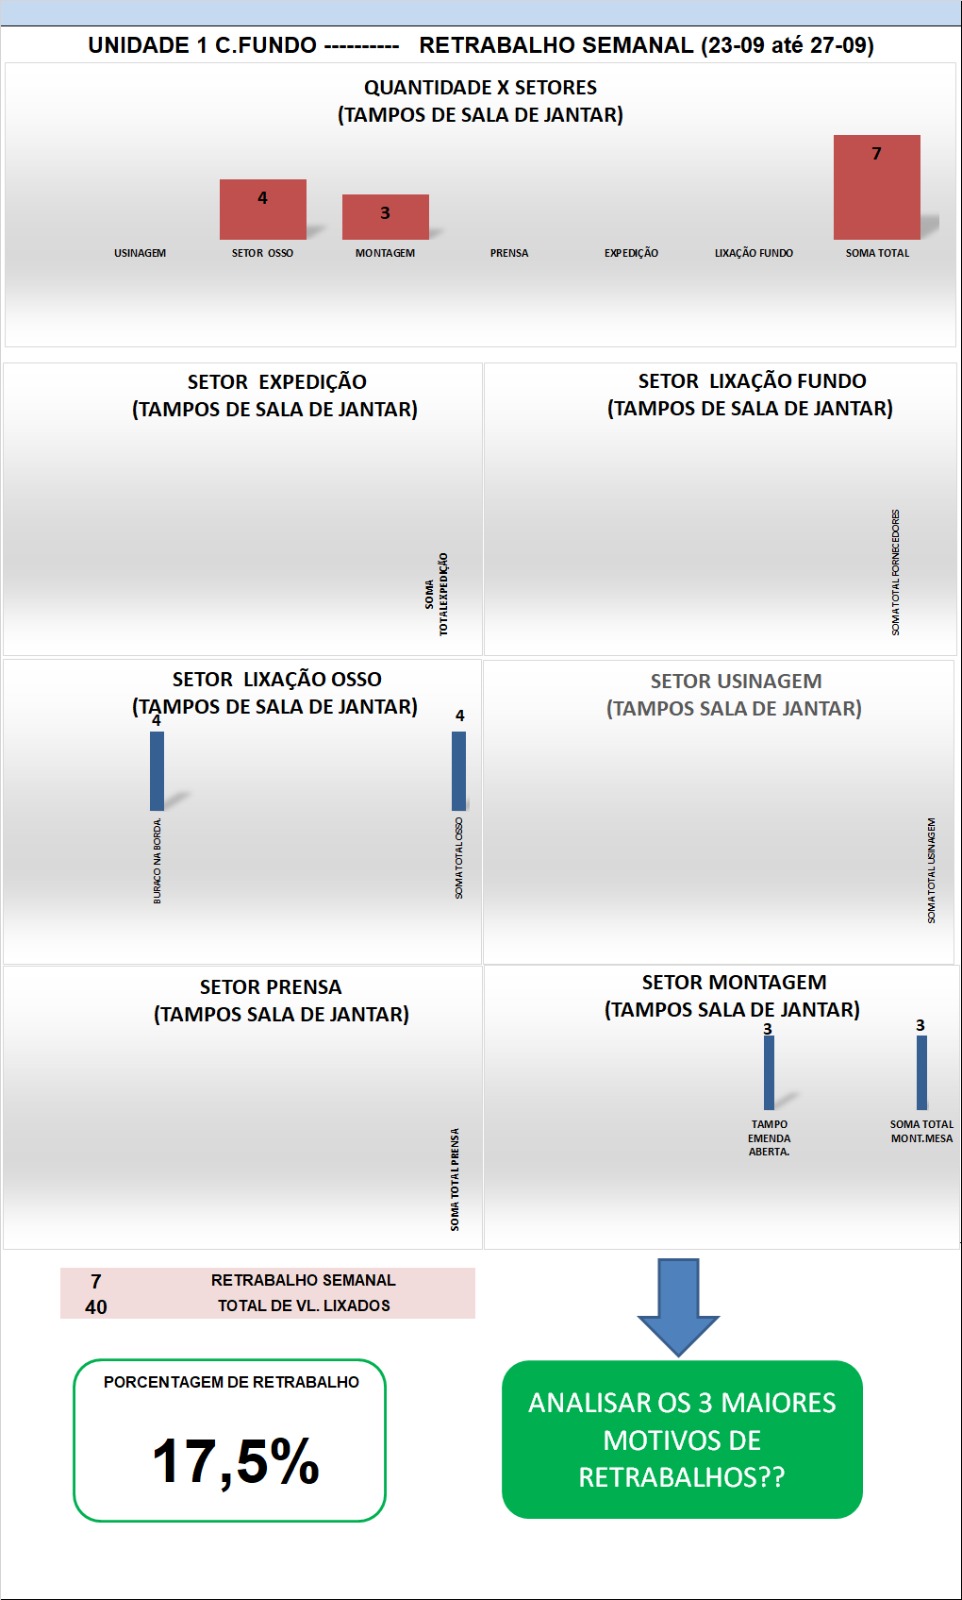 UNIDADE 1 C.FUNDO ---------- RETRABALHO SEMANAL (23-09 até 27-09)
QUANTIDADE X SETORES
(TAMPOS DE SALA DE JANTAR)
7
4
3
USINAGEM
SETOR OSSO
MONTAGEM
PRENSA
EXPEDIÇÃO
LIXAÇÃO FUNDO
SOMA TOTAL
SETOR EXPEDIÇÃO
(TAMPOS DE SALA DE JANTAR)
SOMA
TOTALEXPEDIÇÃO
SETOR LIXAÇÃO FUNDO
(TAMPOS DE SALA DE JANTAR)
SOMA TOTAL FORNECEDORES
SETOR LIXAÇÃO OSSO
(TAMPOS DE SALA DE JANTAR)
4
4
BURACO NA BORDA.
SOMA TOTAL OSSO
SETOR USINAGEM
(TAMPOS SALA DE JANTAR)
SOMA TOTAL USINAGEM
SETOR PRENSA
(TAMPOS SALA DE JANTAR)
SOMA TOTAL PRENSA
SETOR MONTAGEM
(TAMPOS SALA DE JANTAR)
3
3
TAMPO
EMENDA
ABERTA.
SOMA TOTAL
MONT.MESA
7 RETRABALHO SEMANAL
40 TOTAL DE VL. LIXADOS
PORCENTAGEM DE RETRABALHO
17,5%
ANALISAR OS 3 MAIORES
MOTIVOS DE
RETRABALHOS??